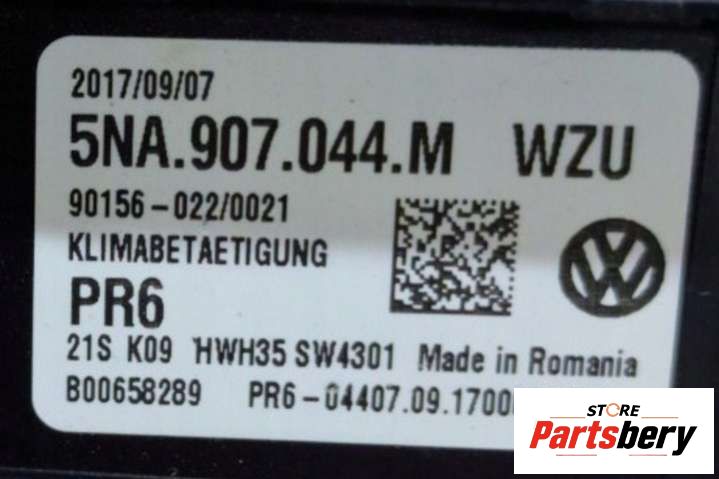 2017/09/07
5NA.907.044.M WZU
90156-022/0021
KLIMABETAETIGUNG
PR6
21S K09 HWH35 SW4301 Made in Romania
B00658289 PR6-04407.09.1700
STORE
Partsbery